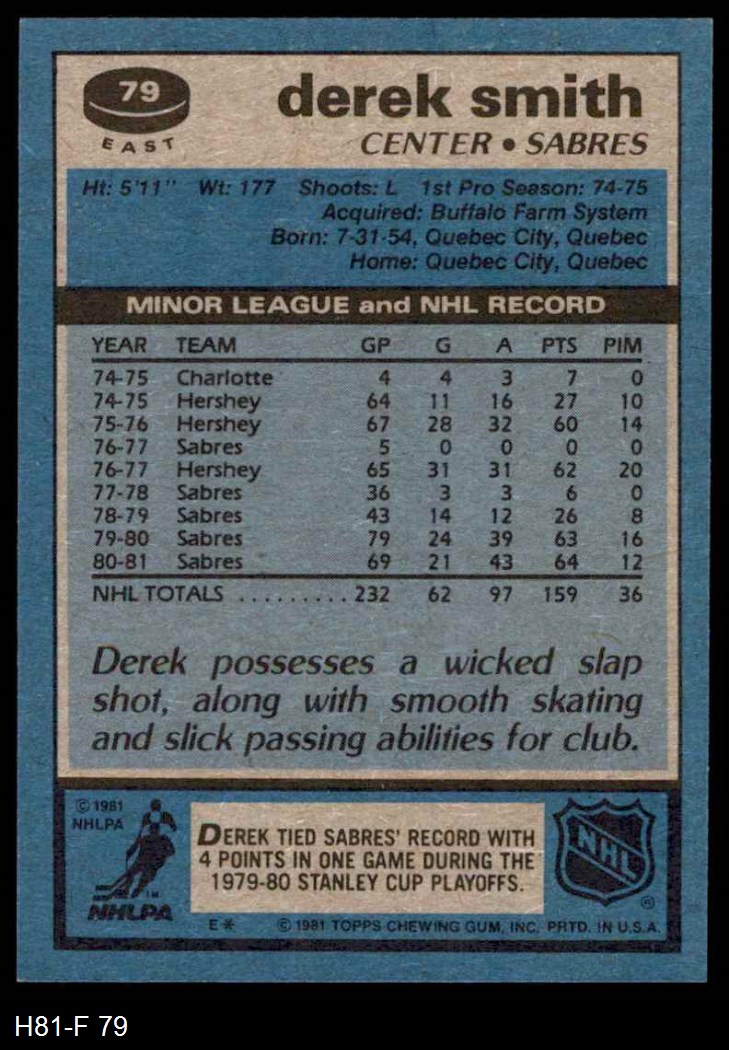 79
EAST
derek smith
CENTER • SABRES
Ht: 5'11" Wt: 177 Shoots: L 1st Pro Season: 74-75
Acquired: Buffalo Farm System
Born: 7-31-54, Quebec City, Quebec
Home: Quebec City, Quebec
MINOR LEAGUE and NHL RECORD
YEAR TEAM GP G A PTS PIM
74-75 Charlotte 4 4 3 7 0
74-75 Hershey 64 11 16 27 10
75-76 Hershey 67 28 32 60 14
76-77 Sabres 5 0 0 0 0
76-77 Hershey 65 31 31 62 20
77-78 Sabres 36 3 3 6 0
78-79 Sabres 43 14 12 26 8
79-80 Sabres 79 24 39 63 16
80-81 Sabres 69 21 43 64 12
NHL TOTALS ......... 232 62 97 159 36
Derek possesses a wicked slap
shot, along with smooth skating
and slick passing abilities for club.
© 1981
NHLPA
NHLPA
DEREK TIED SABRES' RECORD WITH
4 POINTS IN ONE GAME DURING THE
1979-80 STANLEY CUP PLAYOFFS.
NHL
®
E* © 1981 TOPPS CHEWING GUM, INC. PRTD. IN U.S.A.
H81-F 79